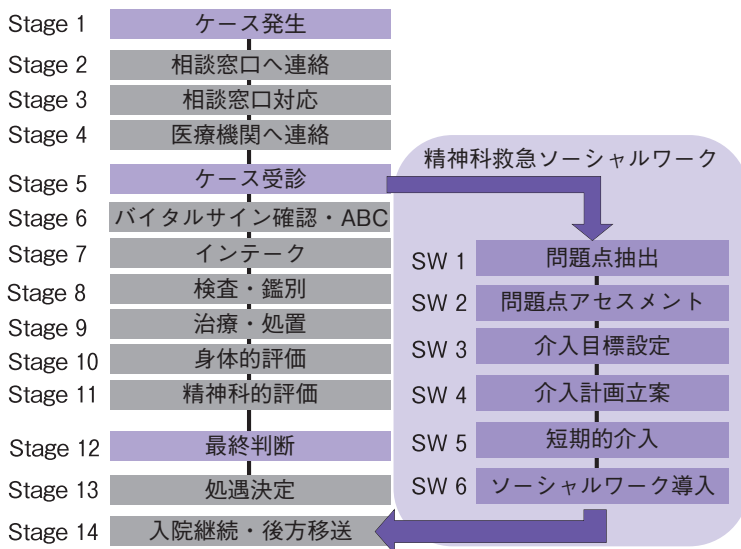 Stage 1 ケース発生
Stage 2 相談窓口へ連絡
Stage 3 相談窓口対応
Stage 4 医療機関へ連絡
Stage 5 ケース受診
Stage 6 バイタルサイン確認・ABC
Stage 7 インテーク
Stage 8 検査・鑑別
Stage 9 治療・処置
Stage 10 身体的評価
Stage 11 精神科的評価
Stage 12 最終判断
Stage 13 処遇決定
Stage 14 入院継続・後方移送
精神科救急ソーシャルワーク
SW 1 問題点抽出
SW 2 問題点アセスメント
SW 3 介入目標設定
SW 4 介入計画立案
SW 5 短期的介入
SW 6 ソーシャルワーク導入